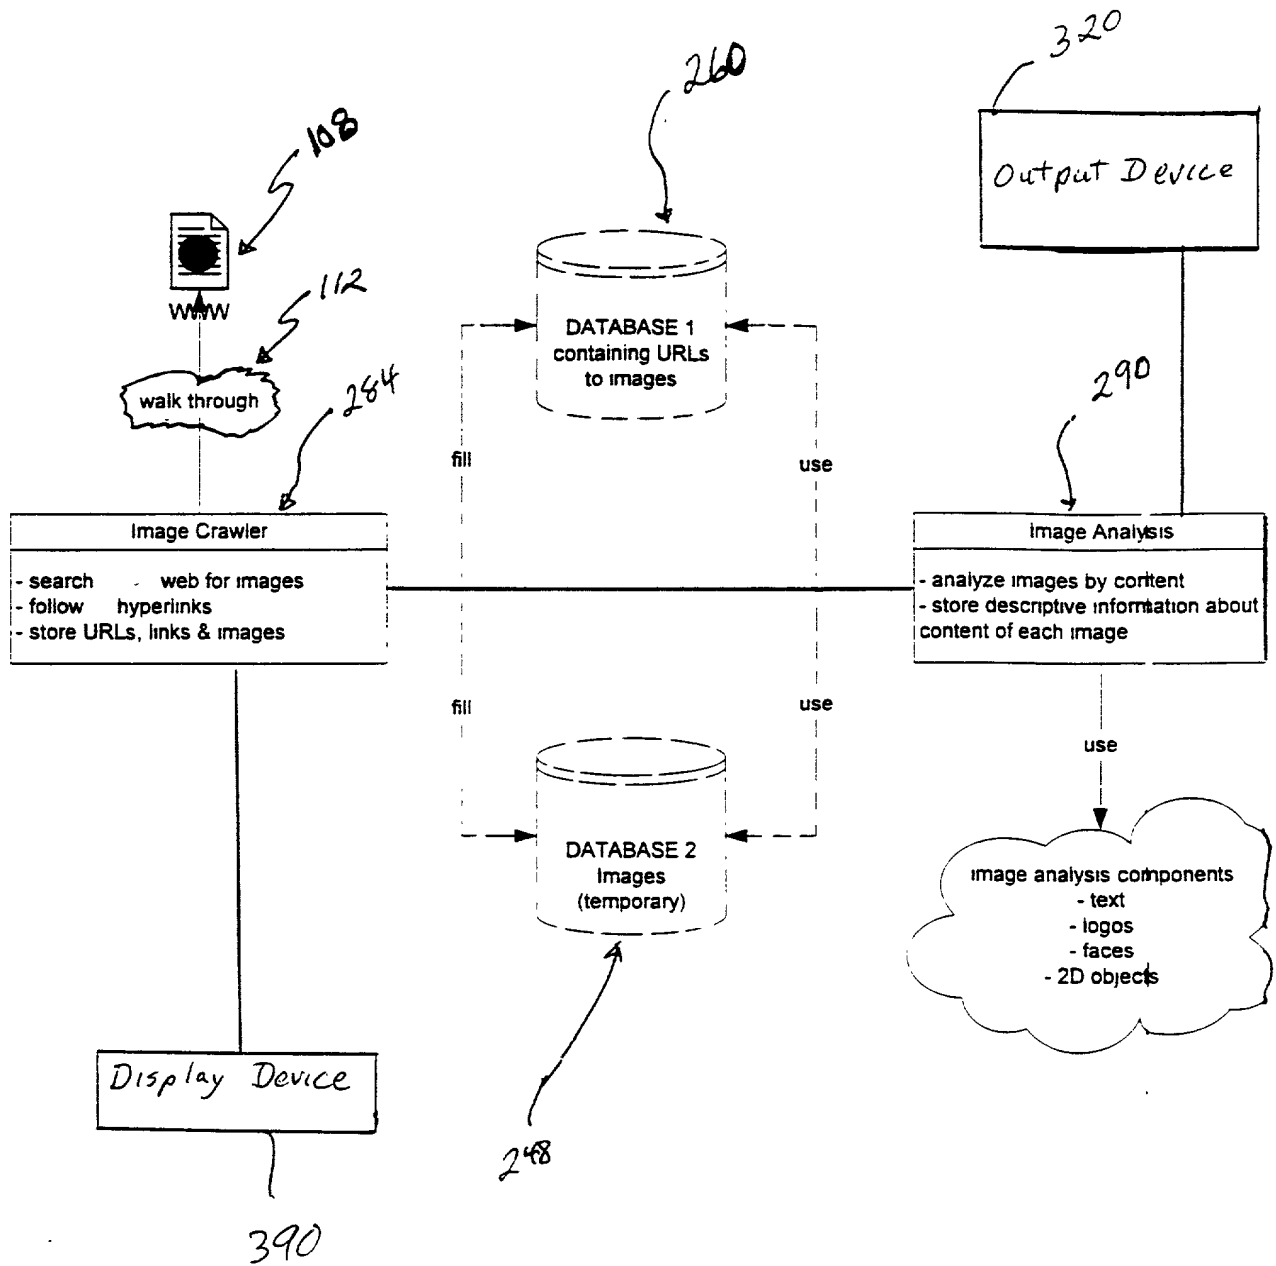 320
260
108
Output Device
WWW
112
DATABASE 1
containing URLs
to images
walk through
284
290
fill
use
Image Crawler
- search web for images
- follow hyperlinks
- store URLs, links & images
Image Analysis
- analyze images by content
- store descriptive information about
content of each image
fill
use
use
DATABASE 2
Images
(temporary)
image analysis components
- text
- logos
- faces
- 2D objects
Display Device
248
390